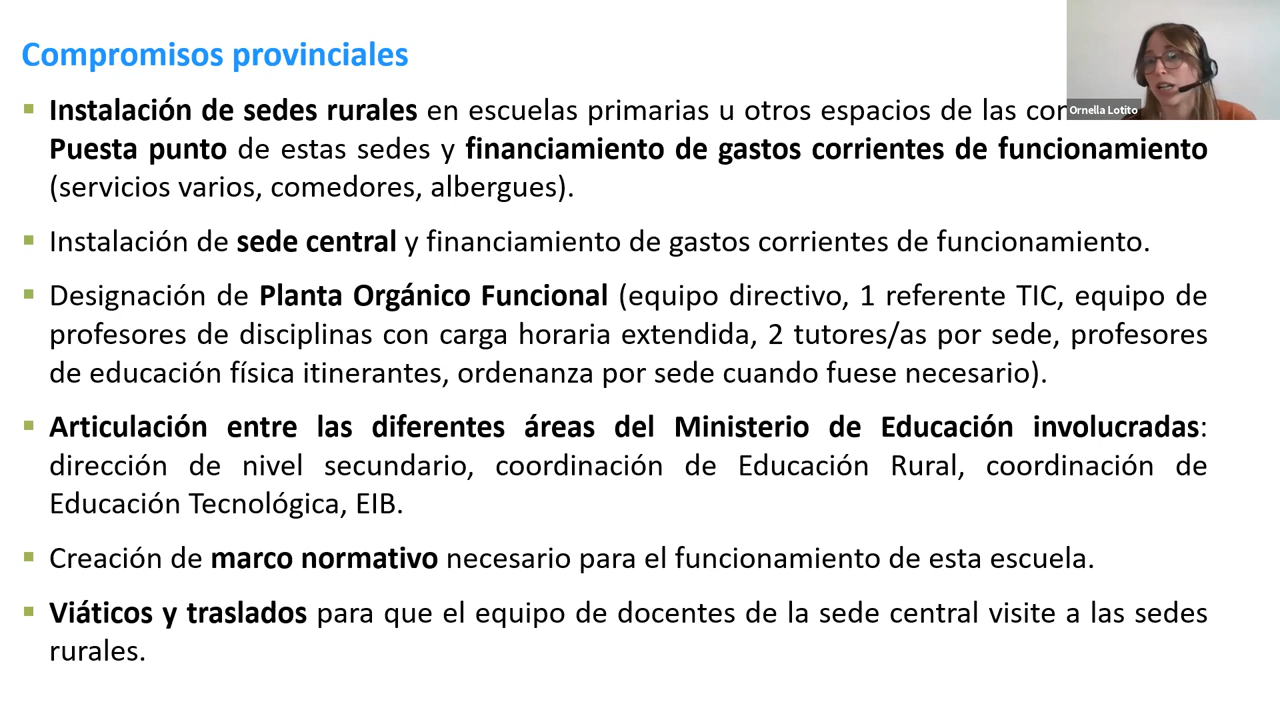 Compromisos provinciales
Instalación de sedes rurales en escuelas primarias u otros espacios de las
Puesta punto de estas sedes y financiamiento de gastos corrientes de funcionamiento
(servicios varios, comedores, albergues).
Instalación de sede central y financiamiento de gastos corrientes de funcionamiento.
Designación de Planta Orgánico Funcional (equipo directivo, 1 referente TIC, equipo de
profesores de disciplinas con carga horaria extendida, 2 tutores/as por sede, profesores
de educación física itinerantes, ordenanza por sede cuando fuese necesario).
Articulación entre las diferentes áreas del Ministerio de Educación involucradas:
dirección de nivel secundario, coordinación de Educación Rural, coordinación de
Educación Tecnológica, EIB.
Creación de marco normativo necesario para el funcionamiento de esta escuela.
Viáticos y traslados para que el equipo de docentes de la sede central visite a las sedes
rurales.
Ornella Lotito